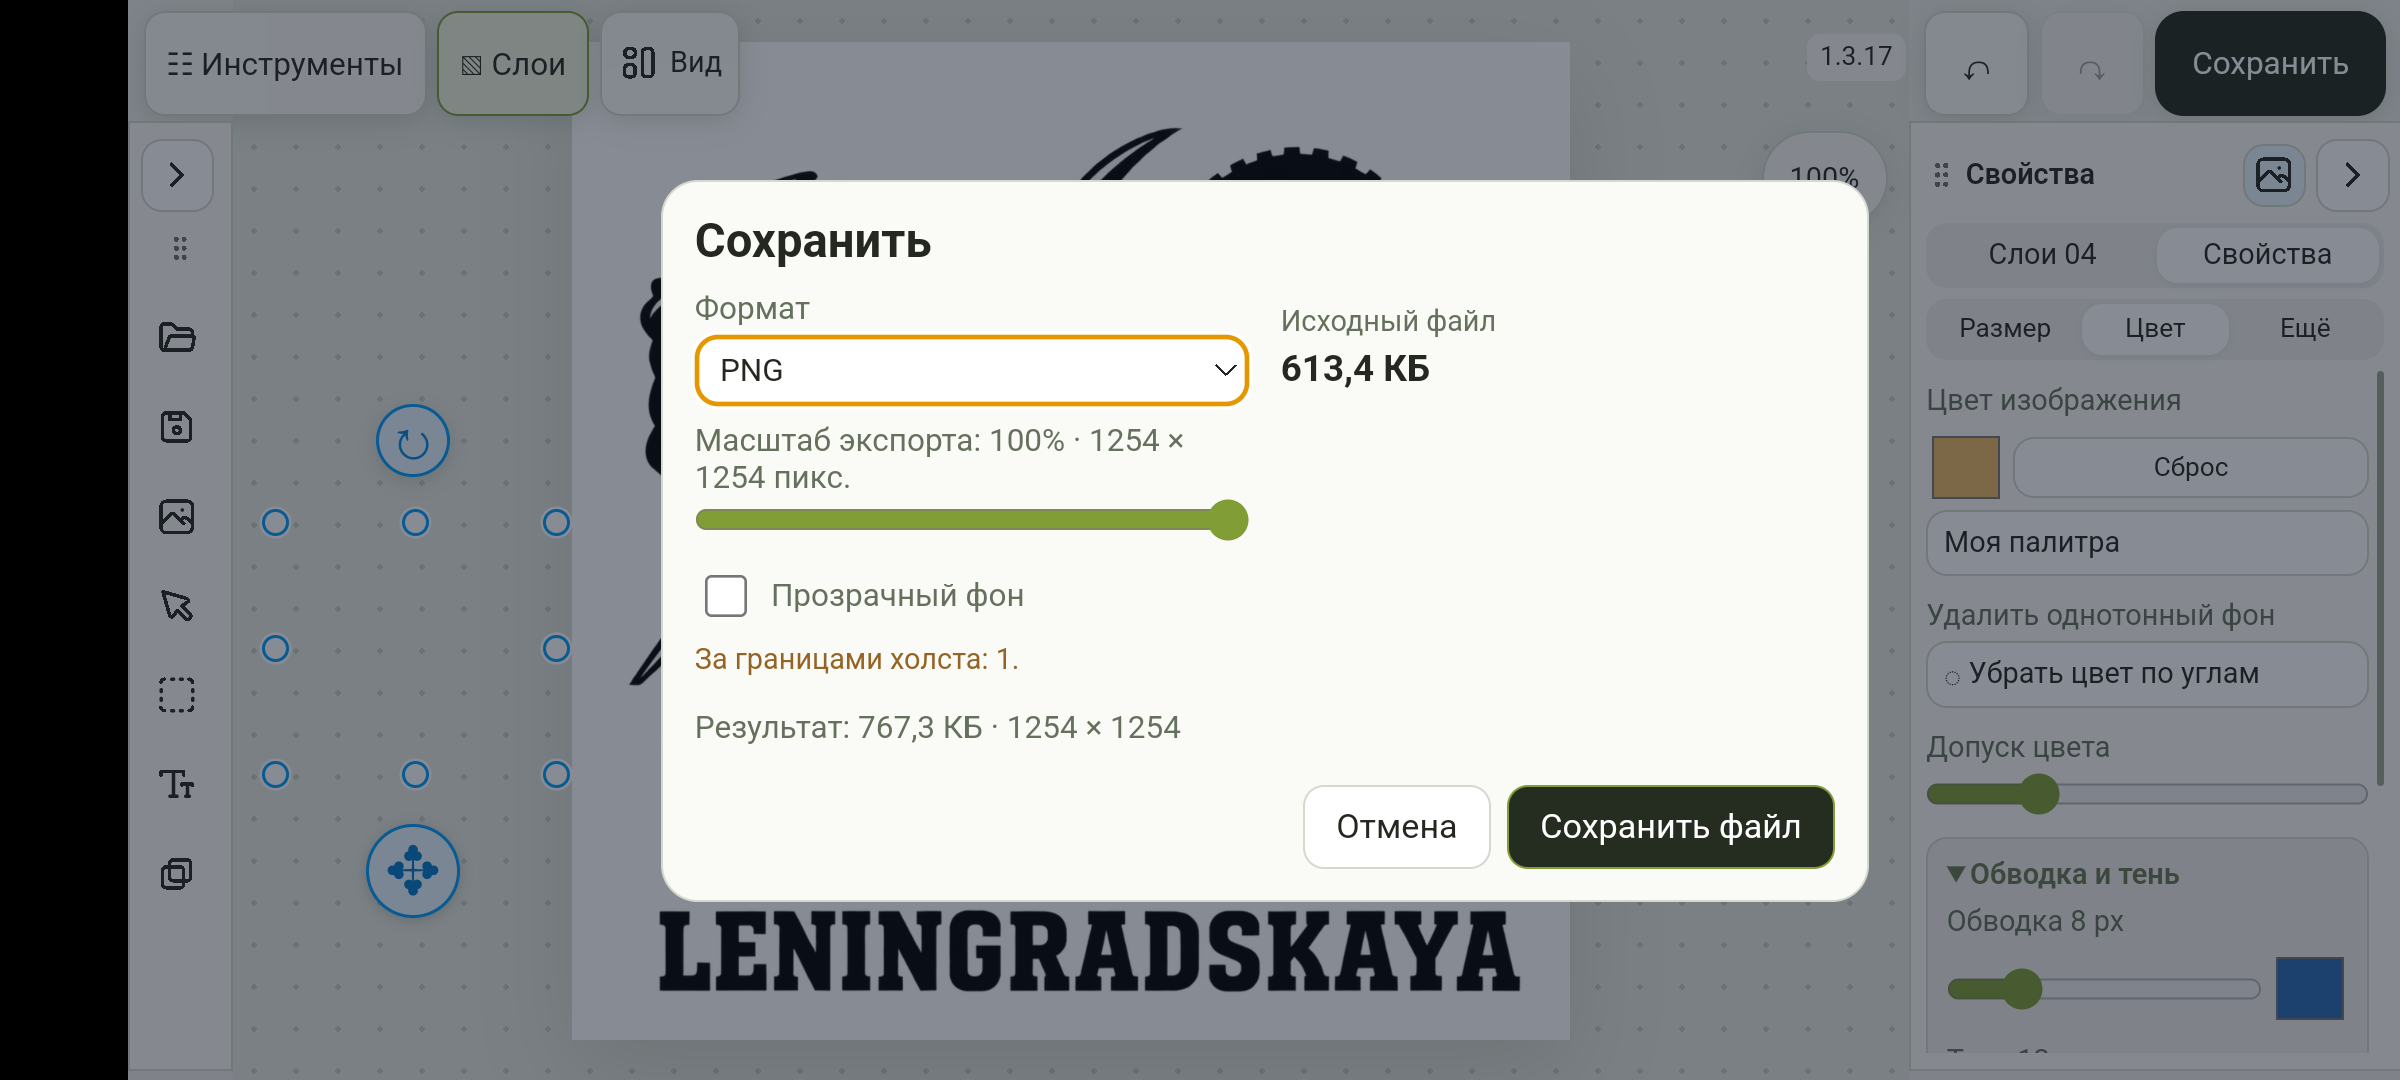 Инструменты
Слои
Вид
1.3.17
Сохранить
100%
Сохранить
Формат
PNG
Исходный файл
613,4 КБ
Масштаб экспорта: 100% · 1254 ×
1254 пикс.
Прозрачный фон
За границами холста: 1.
Результат: 767,3 КБ · 1254 × 1254
Отмена
Сохранить файл
LENINGRADSKAYA
Свойства
Слои 04
Свойства
Размер
Цвет
Ещё
Цвет изображения
Сброс
Моя палитра
Удалить однотонный фон
Убрать цвет по углам
Допуск цвета
Обводка и тень
Обводка 8 px